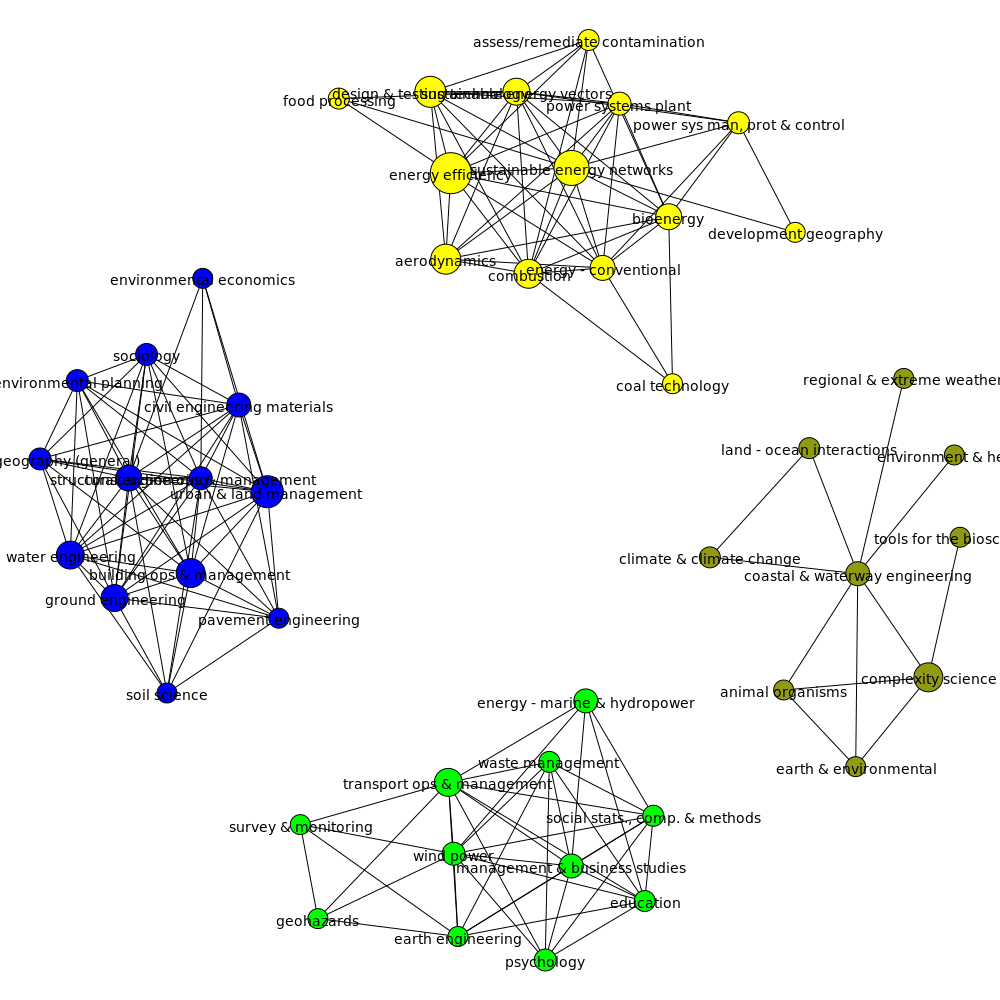 assess/remediate contamination
design & testing technology
sustainable energy vectors
food processing
power systems plant
power sys man, prot & control
energy efficiency
sustainable energy networks
bioenergy
development geography
aerodynamics
combustion
energy - conventional
coal technology
environmental economics
sociology
environmental planning
civil engineering materials
geography (general)
structural engineering
construction ops & management
urban & land management
water engineering
building ops & management
ground engineering
pavement engineering
soil science
regional & extreme weather
land - ocean interactions
environment & he
tools for the biosc
climate & climate change
coastal & waterway engineering
complexity science
animal organisms
earth & environmental
energy - marine & hydropower
waste management
transport ops & management
social stats., comp. & methods
survey & monitoring
wind power
management & business studies
education
geohazards
earth engineering
psychology